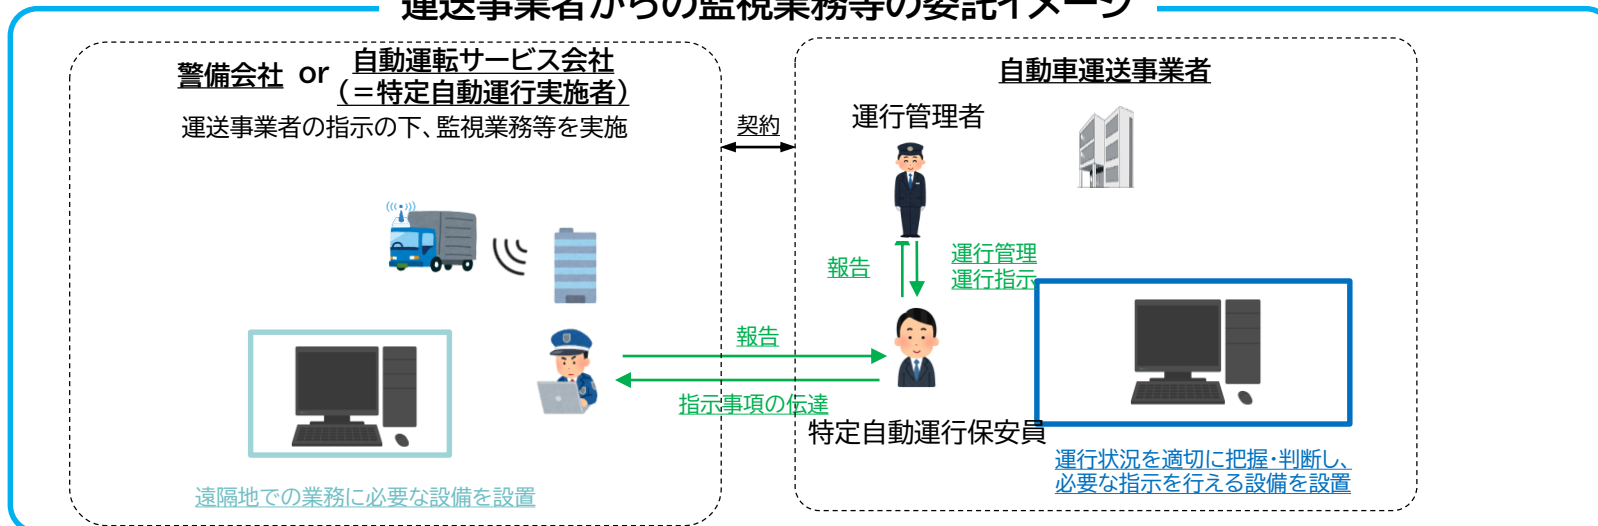 運送事業者からの監視業務等の委託イメージ
警備会社 or 自動運転サービス会社
(=特定自動運行実施者)
運送事業者の指示の下、監視業務等を実施
契約
自動車運送事業者
運行管理者
報告
運行管理
運行指示
報告
指示事項の伝達
特定自動運行保安員
遠隔地での業務に必要な設備を設置
運行状況を適切に把握・判断し、
必要な指示を行える設備を設置